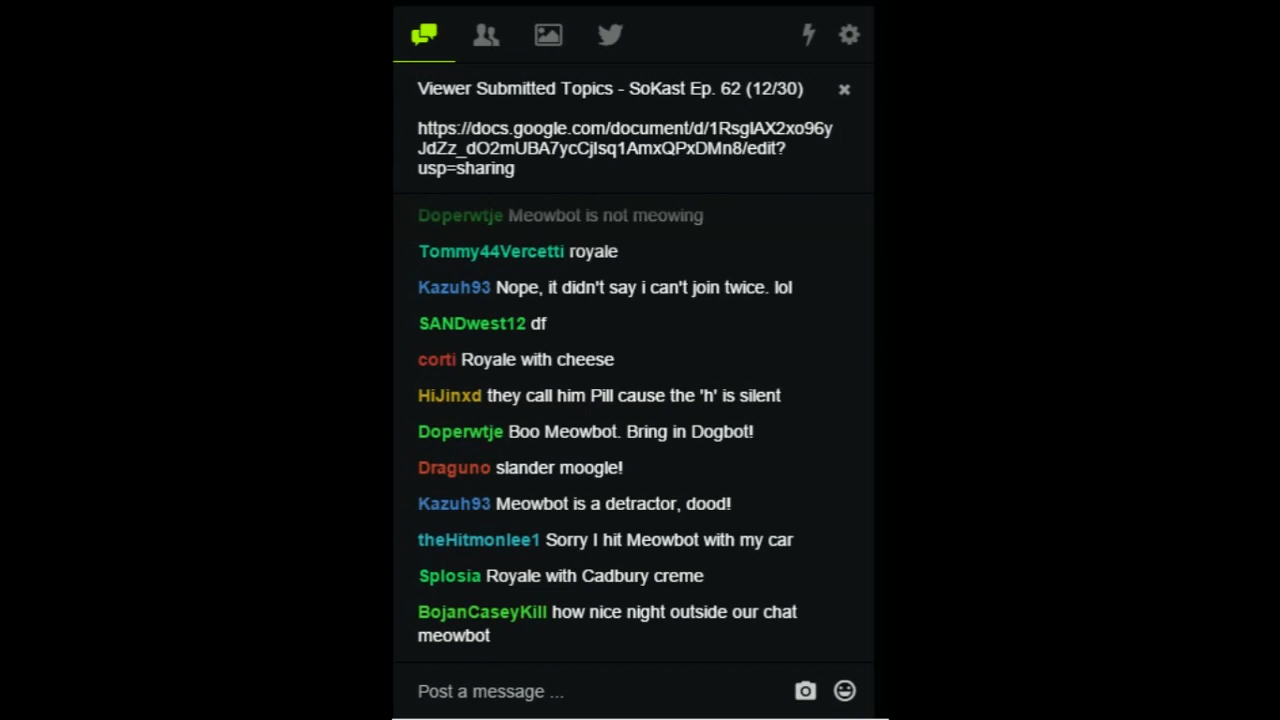 Viewer Submitted Topics - SoKast Ep. 62 (12/30)
https://docs.google.com/document/d/1RsglAX2xo96y
JdZz_dO2mUBA7ycCjlsq1AmxQPxDMn8/edit?
usp=sharing
Doperwtje Meowbot is not meowing
Tommy44Vercetti royale
Kazuh93 Nope, it didn't say i can't join twice. lol
SANDwest12 df
corti Royale with cheese
HiJinxd they call him Pill cause the 'h' is silent
Doperwtje Boo Meowbot. Bring in Dogbot!
Draguno slander moogle!
Kazuh93 Meowbot is a detractor, dood!
theHitmonlee1 Sorry I hit Meowbot with my car
Splosia Royale with Cadbury creme
BojanCaseyKill how nice night outside our chat
meowbot
Post a message ...